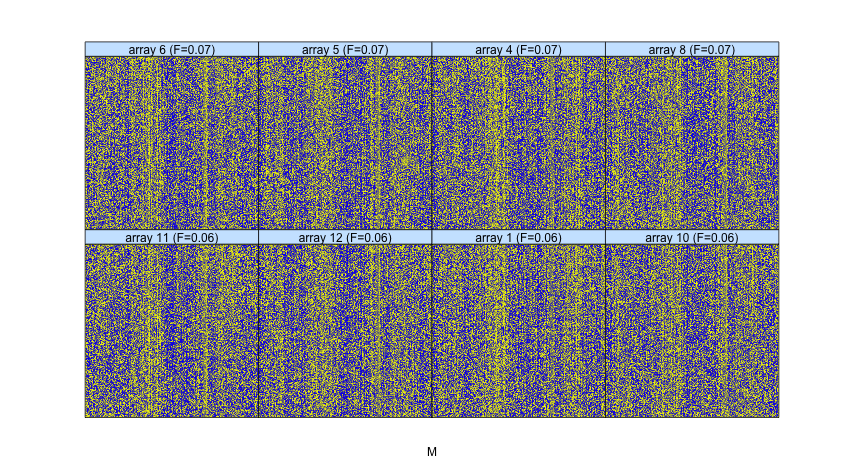 array 6 (F=0.07) array 5 (F=0.07) array 4 (F=0.07) array 8 (F=0.07)
array 11 (F=0.06) array 12 (F=0.06) array 1 (F=0.06) array 10 (F=0.06)
M